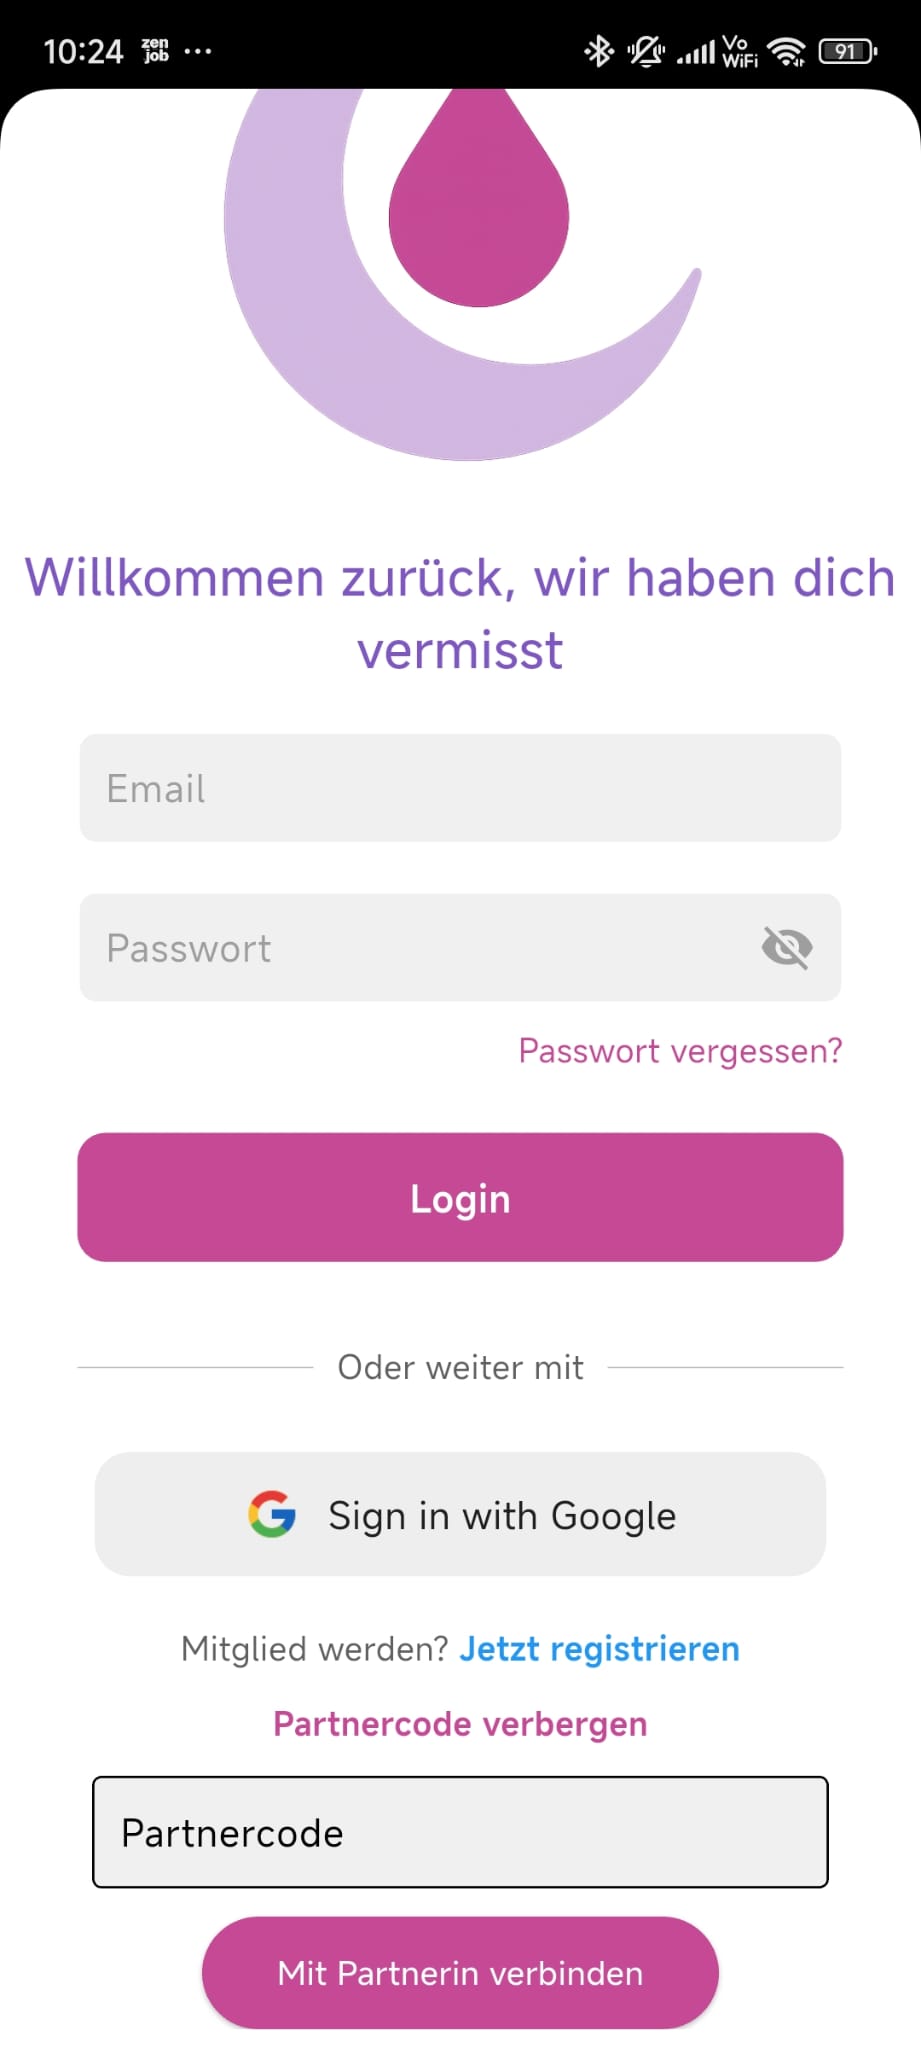 10:24 zen job ... Vo WiFi 91
Willkommen zurück, wir haben dich
vermisst
Email
Passwort
Passwort vergessen?
Login
Oder weiter mit
Sign in with Google
Mitglied werden? Jetzt registrieren
Partnercode verbergen
Partnercode
Mit Partnerin verbinden